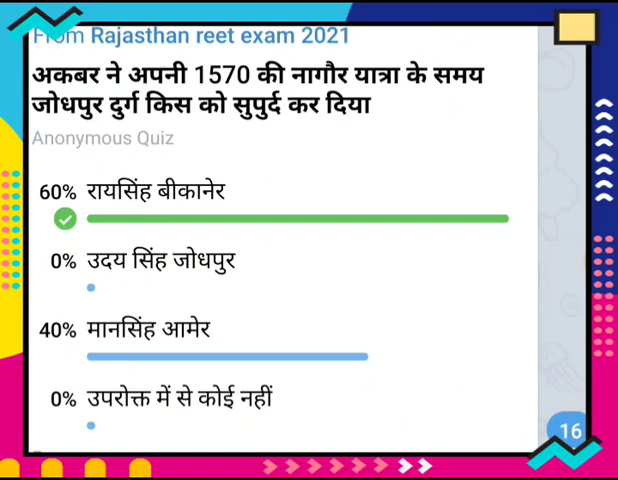 From Rajasthan reet exam 2021
अकबर ने अपनी 1570 की नागौर यात्रा के समय
जोधपुर दुर्ग किस को सुपुर्द कर दिया
Anonymous Quiz
60% रायसिंह बीकानेर
0% उदय सिंह जोधपुर
40% मानसिंह आमेर
0% उपरोक्त में से कोई नहीं
16